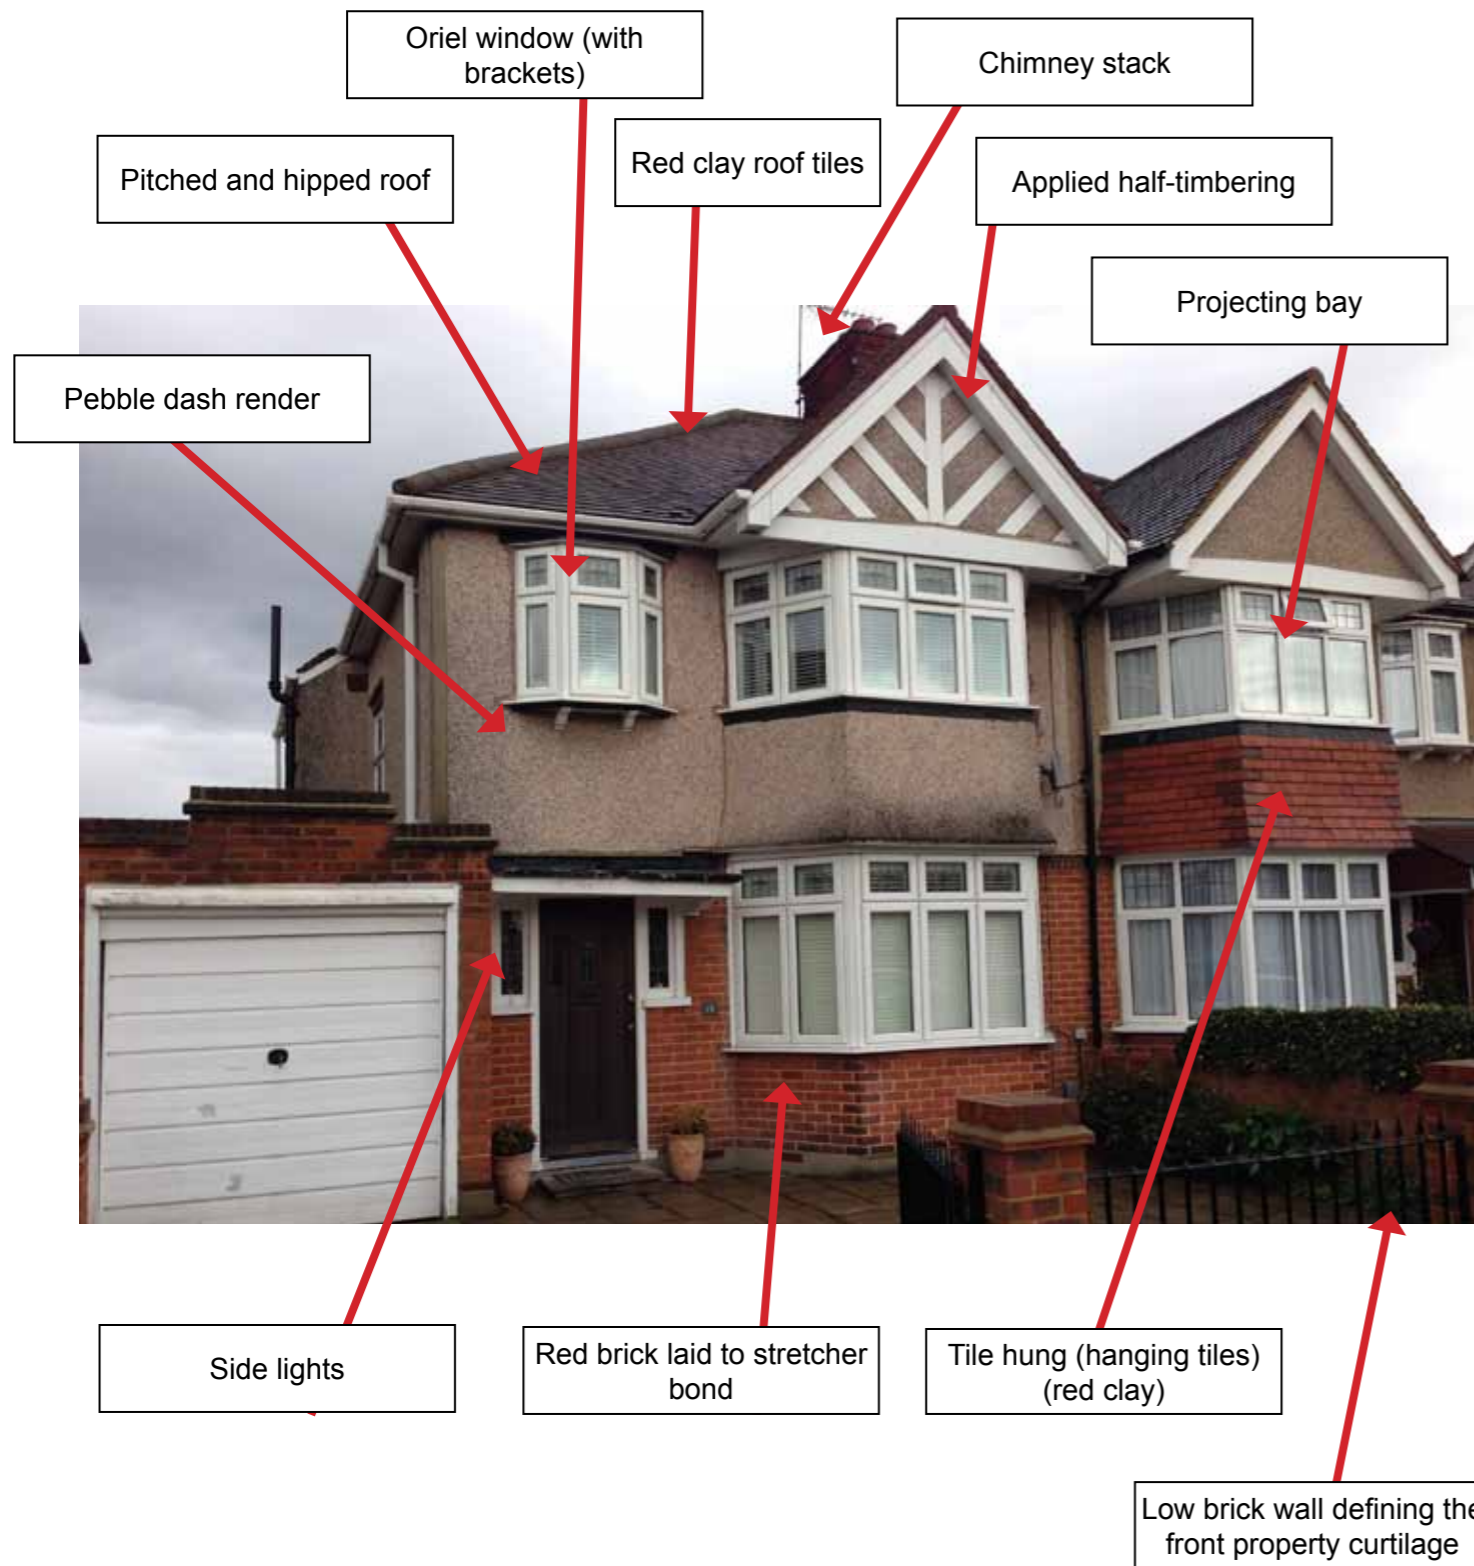 Oriel window (with
brackets)
Chimney stack
Pitched and hipped roof
Red clay roof tiles
Applied half-timbering
Projecting bay
Pebble dash render
Side lights
Red brick laid to stretcher
bond
Tile hung (hanging tiles)
(red clay)
Low brick wall defining the
front property curtilage